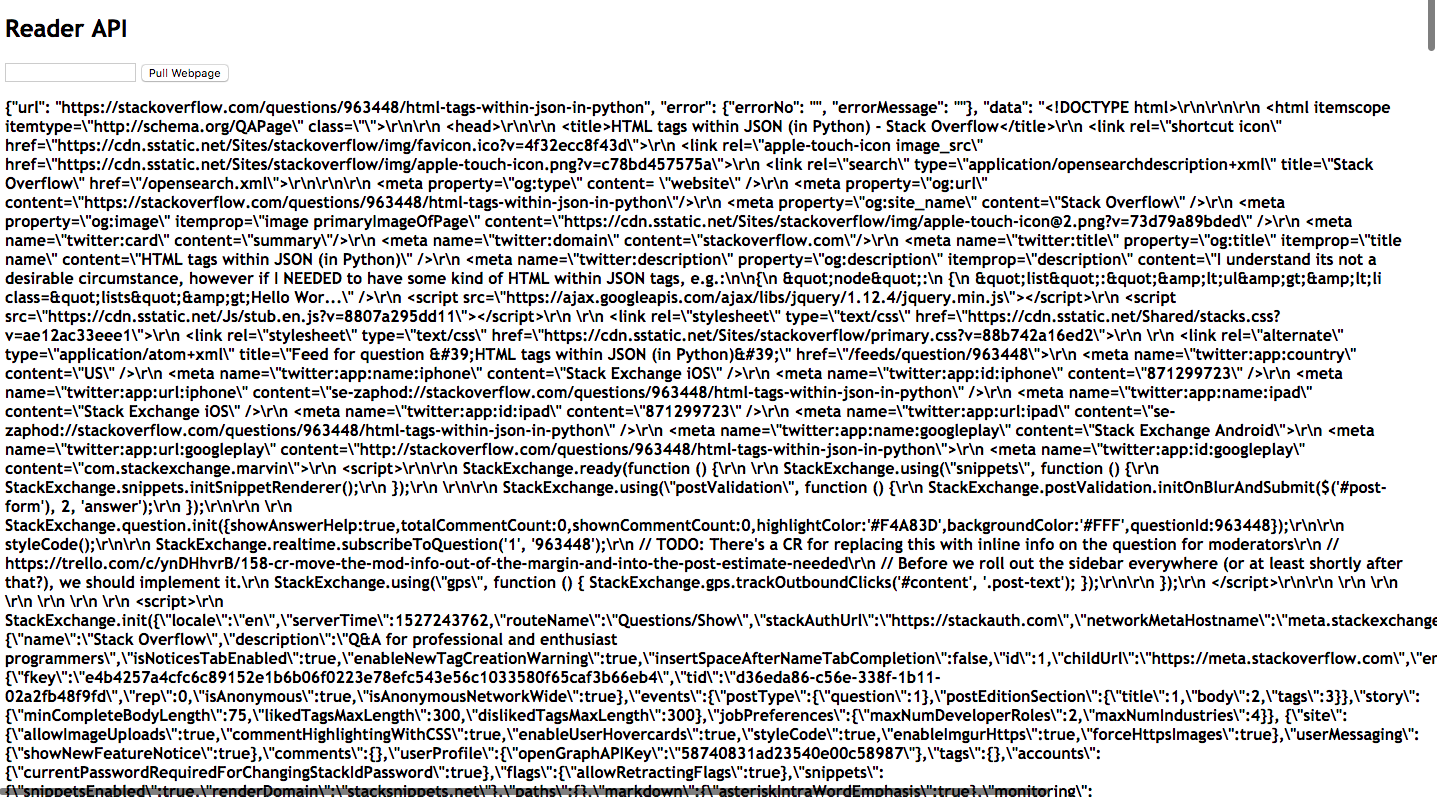 Reader API
Pull Webpage
{"url": "https://stackoverflow.com/questions/963448/html-tags-within-json-in-python", "error": {"errorNo": "", "errorMessage": ""}, "data": "<!DOCTYPE html>\r\n\r\n\r\n <html itemscope
itemtype=\"http://schema.org/QAPage\" class=\"\">\r\n\r\n <head>\r\n\r\n <title>HTML tags within JSON (in Python) - Stack Overflow</title>\r\n <link rel=\"shortcut icon\"
href=\"https://cdn.sstatic.net/Sites/stackoverflow/img/favicon.ico?v=4f32ecc8f43d\">\r\n <link rel=\"apple-touch-icon image_src\"
href=\"https://cdn.sstatic.net/Sites/stackoverflow/img/apple-touch-icon.png?v=c78bd457575a\">\r\n <link rel=\"search\" type=\"application/opensearchdescription+xml\" title=\"Stack
Overflow\" href=\"/opensearch.xml\">\r\n\r\n\r\n <meta property=\"og:type\" content= \"website\" />\r\n <meta property=\"og:url\"
content=\"https://stackoverflow.com/questions/963448/html-tags-within-json-in-python\"/>\r\n <meta property=\"og:site_name\" content=\"Stack Overflow\" />\r\n <meta
property=\"og:image\" itemprop=\"image primaryImageOfPage\" content=\"https://cdn.sstatic.net/Sites/stackoverflow/img/apple-touch-icon@2.png?v=73d79a89bded\" />\r\n <meta
name=\"twitter:card\" content=\"summary\"/>\r\n <meta name=\"twitter:domain\" content=\"stackoverflow.com\"/>\r\n <meta name=\"twitter:title\" property=\"og:title\" itemprop=\"title
name\" content=\"HTML tags within JSON (in Python)\" />\r\n <meta name=\"twitter:description\" property=\"og:description\" itemprop=\"description\" content=\"I understand its not a
desirable circumstance, however if I NEEDED to have some kind of HTML within JSON tags, e.g.:\n\n{\n &quot;node&quot;:\n {\n &quot;list&quot;:&quot;&amp;lt;ul&amp;gt;&amp;lt;li
class=&quot;lists&quot;&amp;gt;Hello Wor...\" />\r\n <script src=\"https://ajax.googleapis.com/ajax/libs/jquery/1.12.4/jquery.min.js\"></script>\r\n <script
src=\"https://cdn.sstatic.net/Js/stub.en.js?v=8807a295dd11\"></script>\r\n \r\n <link rel=\"stylesheet\" type=\"text/css\" href=\"https://cdn.sstatic.net/Shared/stacks.css?
v=ae12ac33eee1\">\r\n <link rel=\"stylesheet\" type=\"text/css\" href=\"https://cdn.sstatic.net/Sites/stackoverflow/primary.css?v=88b742a16ed2\">\r\n \r\n <link rel=\"alternate\"
type=\"application/atom+xml\" title=\"Feed for question &#39;HTML tags within JSON (in Python)&#39;\" href=\"/feeds/question/963448\">\r\n <meta name=\"twitter:app:country\"
content=\"US\" />\r\n <meta name=\"twitter:app:name:iphone\" content=\"Stack Exchange iOS\" />\r\n <meta name=\"twitter:app:id:iphone\" content=\"871299723\" />\r\n <meta
name=\"twitter:app:url:iphone\" content=\"se-zaphod://stackoverflow.com/questions/963448/html-tags-within-json-in-python\" />\r\n <meta name=\"twitter:app:name:ipad\"
content=\"Stack Exchange iOS\" />\r\n <meta name=\"twitter:app:id:ipad\" content=\"871299723\" />\r\n <meta name=\"twitter:app:url:ipad\" content=\"se-
zaphod://stackoverflow.com/questions/963448/html-tags-within-json-in-python\" />\r\n <meta name=\"twitter:app:name:googleplay\" content=\"Stack Exchange Android\">\r\n <meta
name=\"twitter:app:url:googleplay\" content=\"http://stackoverflow.com/questions/963448/html-tags-within-json-in-python\">\r\n <meta name=\"twitter:app:id:googleplay\"
content=\"com.stackexchange.marvin\">\r\n <script>\r\n\r\n StackExchange.ready(function () {\r\n \r\n StackExchange.using(\"snippets\", function () {\r\n
StackExchange.snippets.initSnippetRenderer();\r\n });\r\n \r\n\r\n StackExchange.using(\"postValidation\", function () {\r\n StackExchange.postValidation.initOnBlurAndSubmit($('#post-
form'), 2, 'answer');\r\n });\r\n\r\n \r\n
StackExchange.question.init({showAnswerHelp:true,totalCommentCount:0,shownCommentCount:0,highlightColor:'#F4A83D',backgroundColor:'#FFF',questionId:963448});\r\n\r\n
styleCode();\r\n\r\n StackExchange.realtime.subscribeToQuestion('1', '963448');\r\n // TODO: There's a CR for replacing this with inline info on the question for moderators\r\n //
https://trello.com/c/ynDHhvrB/158-cr-move-the-mod-info-out-of-the-margin-and-into-the-post-estimate-needed\r\n // Before we roll out the sidebar everywhere (or at least shortly after
that?), we should implement it.\r\n StackExchange.using(\"gps\", function () { StackExchange.gps.trackOutboundClicks('#content', '.post-text'); });\r\n\r\n });\r\n </script>\r\n\r\n \r\n \r\n
\r\n \r\n \r\n \r\n <script>\r\n
StackExchange.init({\"locale\":\"en\",\"serverTime\":1527243762,\"routeName\":\"Questions/Show\",\"stackAuthUrl\":\"https://stackauth.com\",\"networkMetaHostname\":\"meta.stackexchange
{\"name\":\"Stack Overflow\",\"description\":\"Q&A for professional and enthusiast
programmers\",\"isNoticesTabEnabled\":true,\"enableNewTagCreationWarning\":true,\"insertSpaceAfterNameTabCompletion\":false,\"id\":1,\"childUrl\":\"https://meta.stackoverflow.com\",\"en
{\"fkey\":\"e4b4257a4cfc6c89152e1b6b06f0223e78efc543e56c1033580f65caf3b66eb4\",\"tid\":\"d36eda86-c56e-338f-1b11-
02a2fb48f9fd\",\"rep\":0,\"isAnonymous\":true,\"isAnonymousNetworkWide\":true},\"events\":{\"postType\":{\"question\":1},\"postEditionSection\":{\"title\":1,\"body\":2,\"tags\":3}},\"story\":
{\"minCompleteBodyLength\":75,\"likedTagsMaxLength\":300,\"dislikedTagsMaxLength\":300},\"jobPreferences\":{\"maxNumDeveloperRoles\":2,\"maxNumIndustries\":4}}, {\"site\":
{\"allowImageUploads\":true,\"commentHighlightingWithCSS\":true,\"enableUserHovercards\":true,\"styleCode\":true,\"enableImgurHttps\":true,\"forceHttpsImages\":true},\"userMessaging\":
{\"showNewFeatureNotice\":true},\"comments\":{},\"userProfile\":{\"openGraphAPIKey\":\"58740831ad23540e00c58987\"},\"tags\":{},\"accounts\":
{\"currentPasswordRequiredForChangingStackIdPassword\":true},\"flags\":{\"allowRetractingFlags\":true},\"snippets\":
{\"snippetsEnabled\":true,\"renderDomain\":\"stacksnippets.net\"},\"paths\":{},\"markdown\":{\"asteriskIntraWordEmphasis\":true},\"monitoring\":